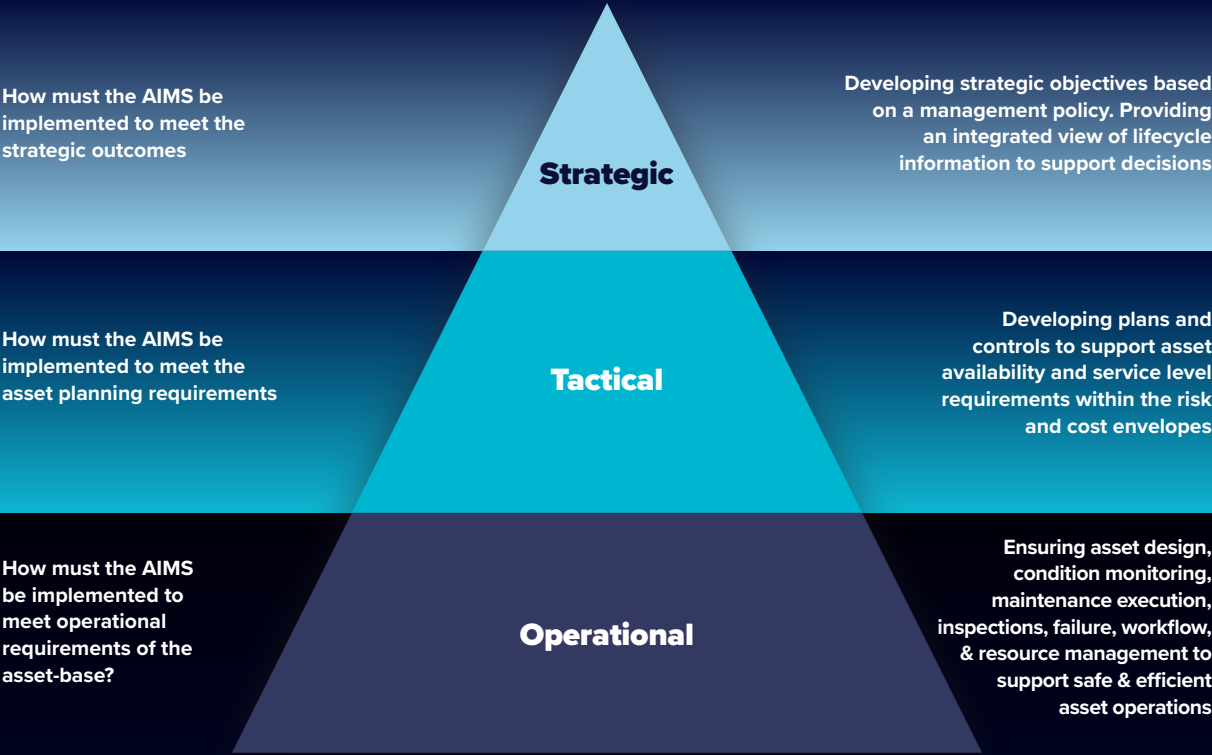 How must the AIMS be
implemented to meet the
strategic outcomes
Strategic
Developing strategic objectives based
on a management policy. Providing
an integrated view of lifecycle
information to support decisions
How must the AIMS be
implemented to meet the
asset planning requirements
Tactical
Developing plans and
controls to support asset
availability and service level
requirements within the risk
and cost envelopes
How must the AIMS
be implemented to
meet operational
requirements of the
asset-base?
Operational
Ensuring asset design,
condition monitoring,
maintenance execution,
inspections, failure, workflow,
& resource management to
support safe & efficient
asset operations